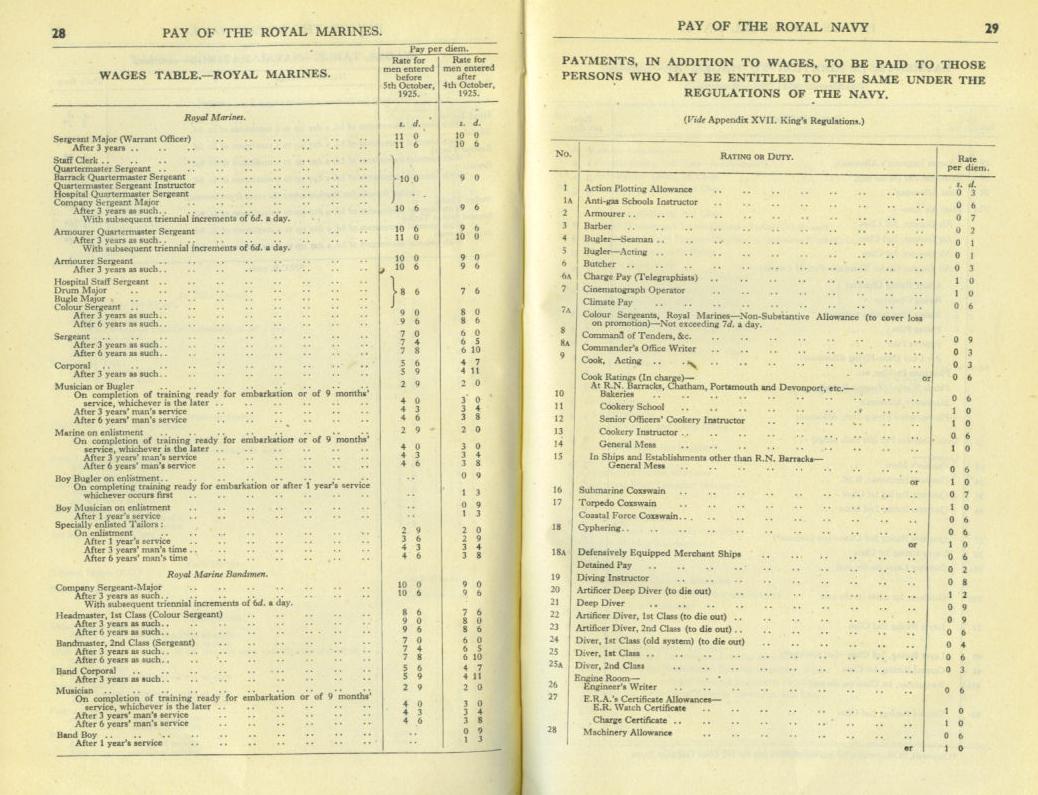 28
PAY OF THE ROYAL MARINES.
WAGES TABLE.—ROYAL MARINES.
Pay per diem.
Rate for men entered before 5th October, 1925.
Rate for men entered after 4th October, 1925.
Royal Marines.
s. d. s. d.
Sergeant Major (Warrant Officer) 11 0 10 0
After 3 years 11 6 10 6
Staff Clerk
Quartermaster Sergeant
Barrack Quartermaster Sergeant 10 0 9 0
Quartermaster Sergeant Instructor
Hospital Quartermaster Sergeant
Company Sergeant Major
After 3 years as such 10 6 9 6
With subsequent triennial increments of 6d. a day.
Armourer Quartermaster Sergeant 10 6 9 6
After 3 years as such 11 0 10 0
With subsequent triennial increments of 6d. a day.
Armourer Sergeant 10 0 9 0
After 3 years as such 10 6 9 6
Hospital Staff Sergeant
Drum Major 8 6 7 6
Bugle Major
Colour Sergeant
After 3 years as such 9 0 8 0
After 6 years as such 9 6 8 6
Sergeant 7 0 6 0
After 3 years as such 7 4 6 5
After 6 years as such 7 8 6 10
Corporal 5 6 4 7
After 3 years as such 5 9 4 11
Musician or Bugler 2 9 2 0
On completion of training ready for embarkation or of 9 months'
service, whichever is the later 4 0 3 0
After 3 years' man's service 4 3 3 4
After 6 years' man's service 4 6 3 8
Marine on enlistment 2 9 2 0
On completion of training ready for embarkation or of 9 months'
service, whichever is the later 4 0 3 0
After 3 years' man's service 4 3 3 4
After 6 years' man's service 4 6 3 8
Boy Bugler on enlistment .. 0 9
On completing training ready for embarkation or after 1 year's service
whichever occurs first .. 1 3
Boy Musician on enlistment .. 0 9
After 1 year's service .. 1 3
Specially enlisted Tailors:
On enlistment 2 9 2 0
After 1 year's service 3 6 2 9
After 3 years' man's time 4 3 3 4
After 6 years' man's time 4 6 3 8
Royal Marine Bandsmen.
Company Sergeant-Major 10 0 9 0
After 3 years as such 10 6 9 6
With subsequent triennial increments of 6d. a day.
Headmaster, 1st Class (Colour Sergeant) 8 6 7 6
After 3 years as such 9 0 8 0
After 6 years as such 9 6 8 6
Bandmaster, 2nd Class (Sergeant) 7 0 6 0
After 3 years as such 7 4 6 5
After 6 years as such 7 8 6 10
Band Corporal 5 6 4 7
After 3 years as such 5 9 4 11
Musician 2 9 2 0
On completion of training ready for embarkation or of 9 months'
service, whichever is the later 4 0 3 0
After 3 years' man's service 4 3 3 4
After 6 years' man's service 4 6 3 8
Band Boy .. 0 9
After 1 year's service .. 1 3
PAY OF THE ROYAL NAVY
29
PAYMENTS, IN ADDITION TO WAGES, TO BE PAID TO THOSE
PERSONS WHO MAY BE ENTITLED TO THE SAME UNDER THE
REGULATIONS OF THE NAVY.
(Vide Appendix XVII. King's Regulations.)
No. RATING OR DUTY. Rate per diem.
s. d.
1 Action Plotting Allowance 0 3
1A Anti-gas Schools Instructor 0 6
2 Armourer 0 7
3 Barber 0 2
4 Bugler—Seaman 0 1
5 Bugler—Acting 0 1
6 Butcher 0 3
6A Charge Pay (Telegraphists) 1 0
7 Cinematograph Operator 1 0
Climate Pay 0 6
7A Colour Sergeants, Royal Marines—Non-Substantive Allowance (to cover loss
on promotion)—Not exceeding 7d. a day.
8 Command of Tenders, &c. 0 9
8A Commander's Office Writer 0 3
9 Cook, Acting 0 3
or 0 6
Cook Ratings (In charge)—
At R.N. Barracks, Chatham, Portsmouth and Devonport, etc.—
10 Bakeries 0 6
11 Cookery School 1 0
12 Senior Officers' Cookery Instructor 1 0
13 Cookery Instructor 0 6
14 General Mess 1 0
15 In Ships and Establishments other than R.N. Barracks—
General Mess 0 6
or 1 0
16 Submarine Coxswain 0 7
17 Torpedo Coxswain 1 0
Coastal Force Coxswain 0 6
18 Cyphering 0 6
or 1 0
18A Defensively Equipped Merchant Ships 0 6
Detained Pay 0 2
19 Diving Instructor 0 8
20 Artificer Deep Diver (to die out) 1 2
21 Deep Diver 0 9
22 Artificer Diver, 1st Class (to die out) 0 9
23 Artificer Diver, 2nd Class (to die out) 0 6
24 Diver, 1st Class (old system) (to die out) 0 4
25 Diver, 1st Class 0 6
25A Diver, 2nd Class 0 3
Engine Room—
26 Engineer's Writer 0 6
27 E.R.A.'s Certificate Allowances—
E.R. Watch Certificate 1 0
Charge Certificate 1 0
28 Machinery Allowance 0 6
or 1 0